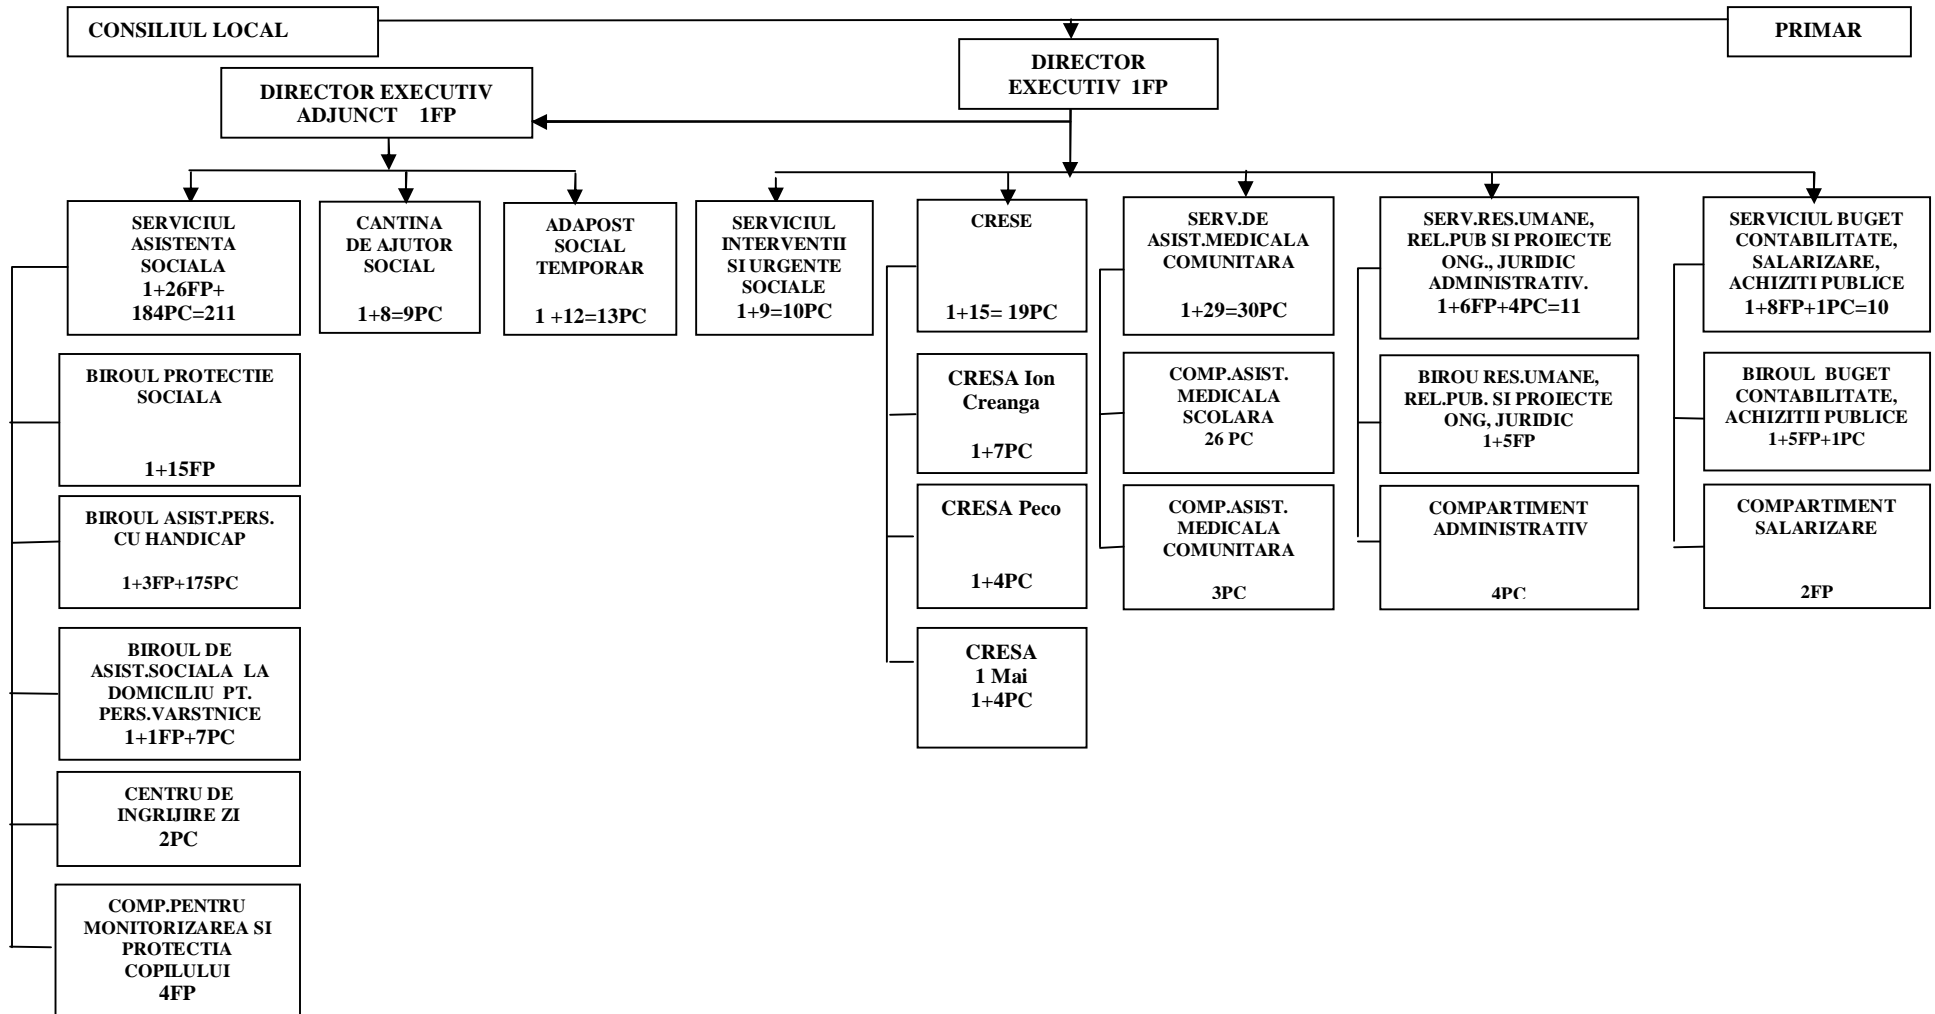 CONSILIUL LOCAL
PRIMAR
DIRECTOR
EXECUTIV 1FP
DIRECTOR EXECUTIV
ADJUNCT 1FP
SERVICIUL
ASISTENTA
SOCIALA
1+26FP+
184PC=211
CANTINA
DE AJUTOR
SOCIAL
1+8=9PC
ADAPOST
SOCIAL
TEMPORAR
1 +12=13PC
SERVICIUL
INTERVENTII
SI URGENTE
SOCIALE
1+9=10PC
CRESE
1+15= 19PC
SERV.DE
ASIST.MEDICALA
COMUNITARA
1+29=30PC
SERV.RES.UMANE,
REL.PUB SI PROIECTE
ONG., JURIDIC
ADMINISTRATIV.
1+6FP+4PC=11
SERVICIUL BUGET
CONTABILITATE,
SALARIZARE,
ACHIZITI PUBLICE
1+8FP+1PC=10
BIROUL PROTECTIE
SOCIALA
1+15FP
CRESA Ion
Creanga
1+7PC
COMP.ASIST.
MEDICALA
SCOLARA
26 PC
BIROU RES.UMANE,
REL.PUB. SI PROIECTE
ONG, JURIDIC
1+5FP
BIROUL BUGET
CONTABILITATE,
ACHIZITII PUBLICE
1+5FP+1PC
BIROUL ASIST.PERS.
CU HANDICAP
1+3FP+175PC
CRESA Peco
1+4PC
COMP.ASIST.
MEDICALA
COMUNITARA
3PC
COMPARTIMENT
ADMINISTRATIV
4PC
COMPARTIMENT
SALARIZARE
2FP
BIROUL DE
ASIST.SOCIALA LA
DOMICILIU PT.
PERS.VARSTNICE
1+1FP+7PC
CRESA
1 Mai
1+4PC
CENTRU DE
INGRIJIRE ZI
2PC
COMP.PENTRU
MONITORIZAREA SI
PROTECTIA
COPILULUI
4FP